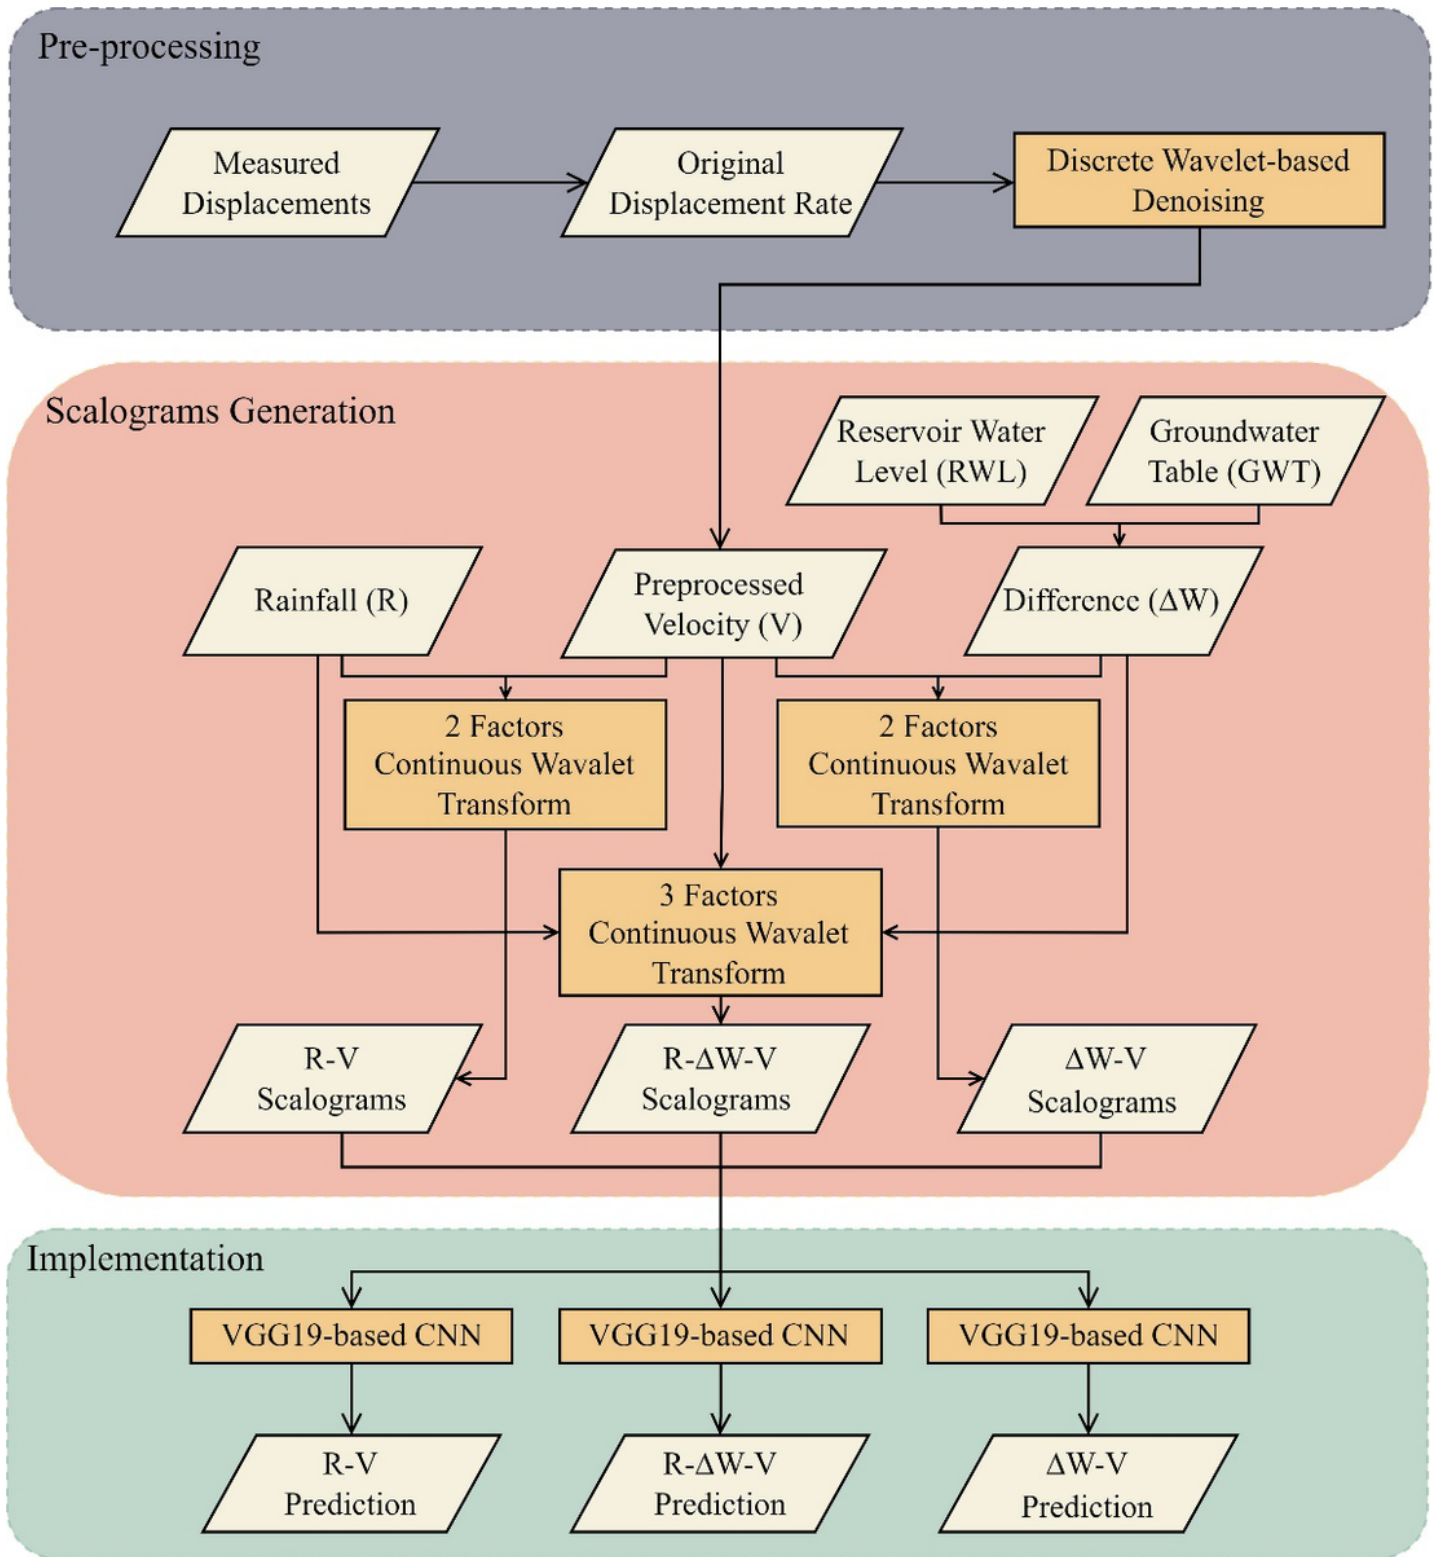 Pre-processing
Measured
Displacements
Original
Displacement Rate
Discrete Wavelet-based
Denoising
Scalograms Generation
Reservoir Water
Level (RWL)
Groundwater
Table (GWT)
Rainfall (R)
Preprocessed
Velocity (V)
Difference (ΔW)
2 Factors
Continuous Wavalet
Transform
2 Factors
Continuous Wavalet
Transform
3 Factors
Continuous Wavalet
Transform
R-V
Scalograms
R-ΔW-V
Scalograms
ΔW-V
Scalograms
Implementation
VGG19-based CNN
VGG19-based CNN
VGG19-based CNN
R-V
Prediction
R-ΔW-V
Prediction
ΔW-V
Prediction